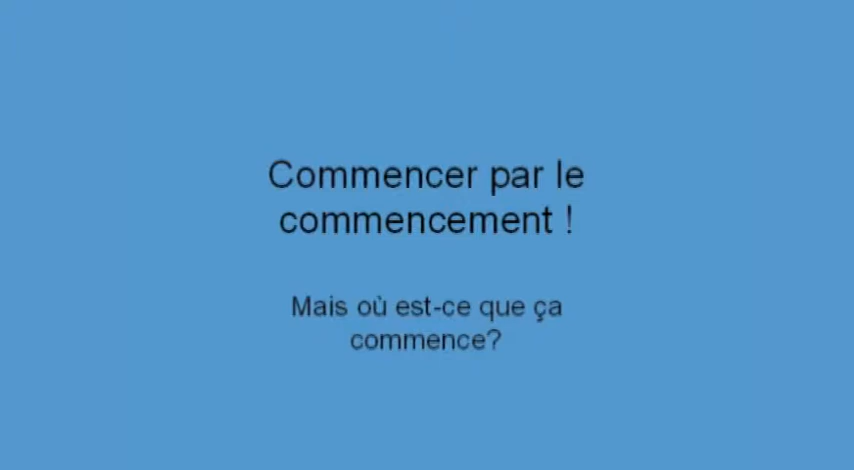 Commencer par le
commencement !
Mais où est-ce que ça
commence?